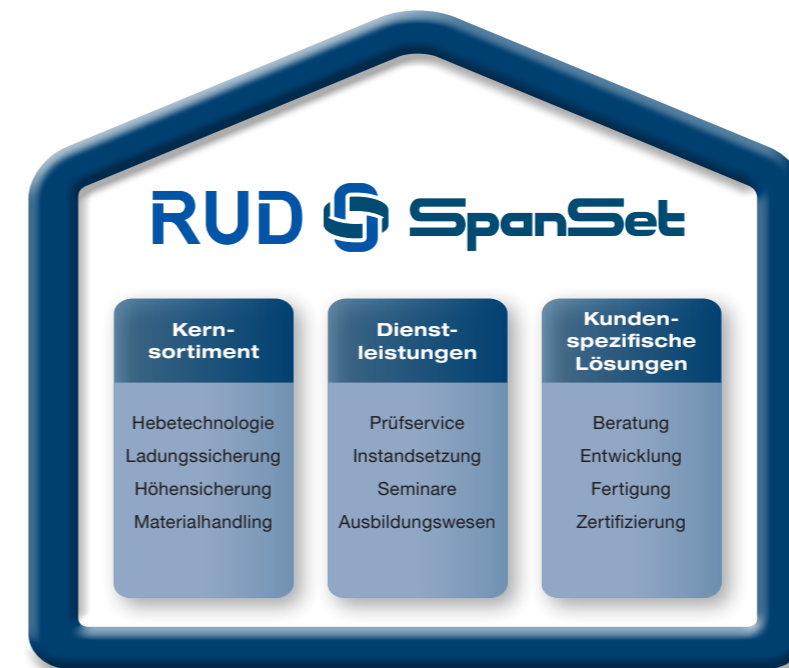 RUD SpanSet
Kern-
sortiment
Hebetechnologie
Ladungssicherung
Höhensicherung
Materialhandling
Dienst-
leistungen
Prüfservice
Instandsetzung
Seminare
Ausbildungswesen
Kunden-
spezifische
Lösungen
Beratung
Entwicklung
Fertigung
Zertifizierung